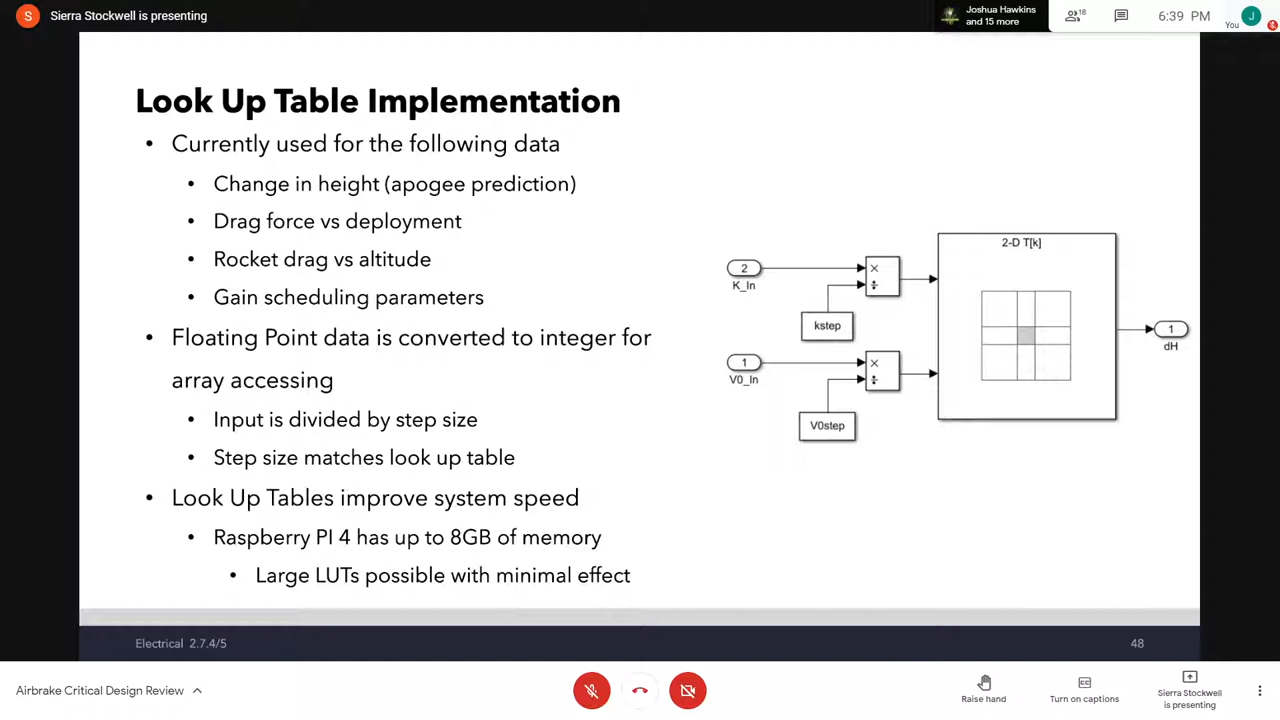 S Sierra Stockwell is presenting
Joshua Hawkins
and 15 more
18
6:39 PM
J
You
Look Up Table Implementation
• Currently used for the following data
• Change in height (apogee prediction)
• Drag force vs deployment
• Rocket drag vs altitude
• Gain scheduling parameters
• Floating Point data is converted to integer for
array accessing
• Input is divided by step size
• Step size matches look up table
• Look Up Tables improve system speed
• Raspberry PI 4 has up to 8GB of memory
• Large LUTs possible with minimal effect
2-D T[k]
2
K_In
×
÷
kstep
1
V0_In
×
÷
V0step
1
dH
Electrical 2.7.4/5
48
Airbrake Critical Design Review
Raise hand
Turn on captions
Sierra Stockwell
is presenting